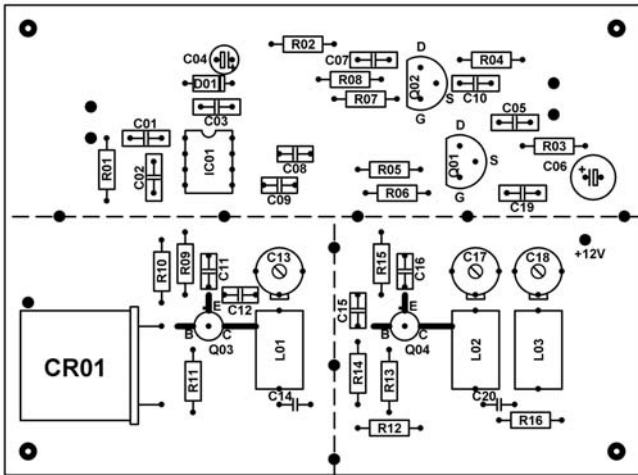 R02
D
C04
C07
R04
D01
R08
Q02
S
C10
R07
C03
G
C05
C01
D
R03
IC01
C08
Q01
S
C06
+
R01
C02
R05
C09
R06
G
C19
R10
R09
C11
C13
R15
C16
C17
C18
+12V
C12
C15
E
E
B
C
B
C
Q03
Q04
L01
L02
L03
CR01
R11
R14
R13
C14
C20
R12
R16